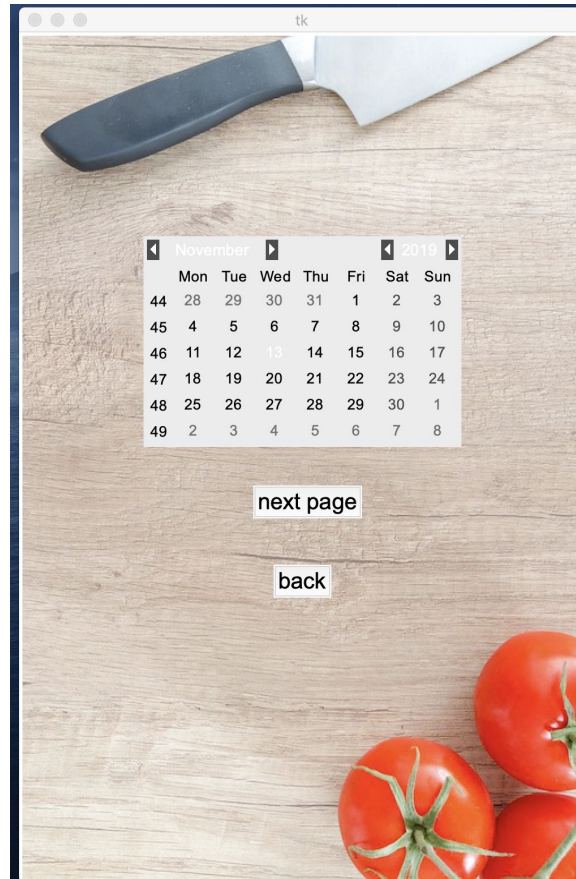 tk
November 2019
Mon Tue Wed Thu Fri Sat Sun
44 28 29 30 31 1 2 3
45 4 5 6 7 8 9 10
46 11 12 13 14 15 16 17
47 18 19 20 21 22 23 24
48 25 26 27 28 29 30 1
49 2 3 4 5 6 7 8
next page
back